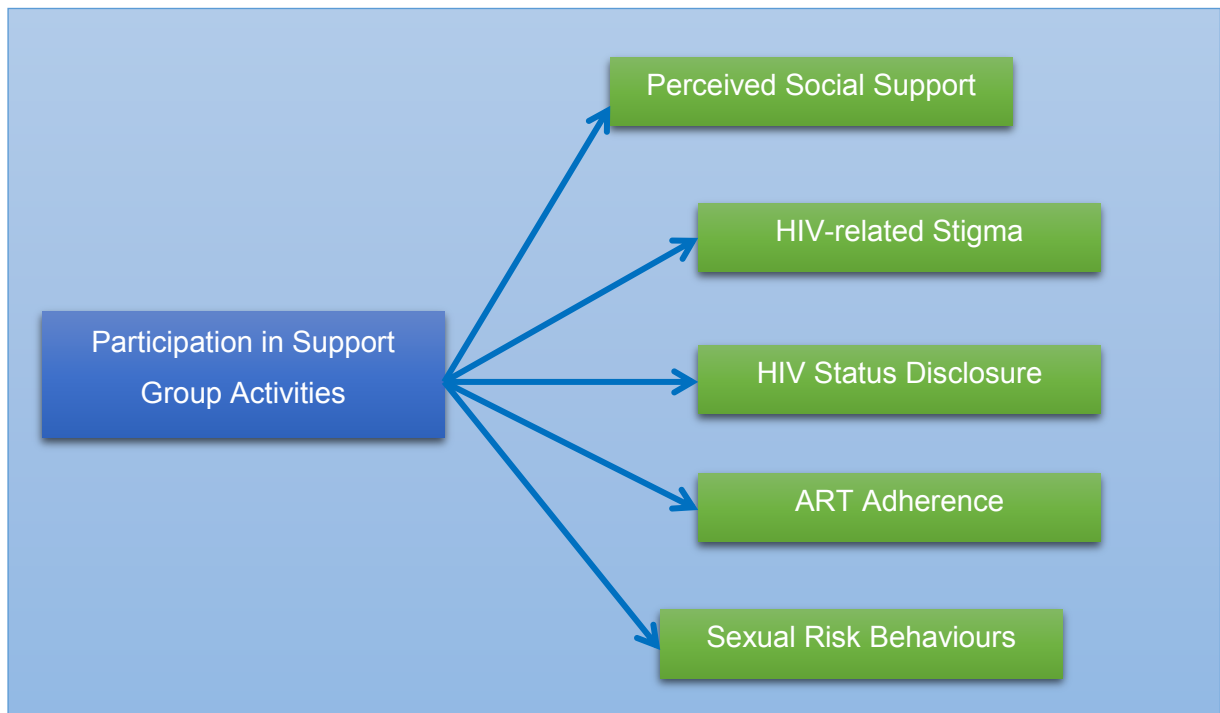 Perceived Social Support
HIV-related Stigma
Participation in Support
Group Activities
HIV Status Disclosure
ART Adherence
Sexual Risk Behaviours